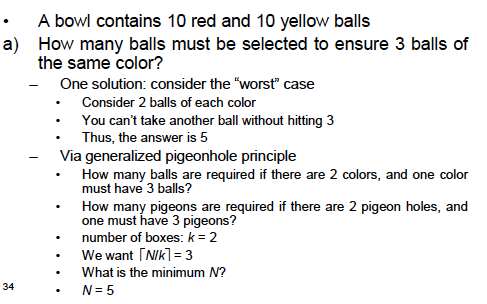 • A bowl contains 10 red and 10 yellow balls
a) How many balls must be selected to ensure 3 balls of
the same color?
– One solution: consider the “worst” case
• Consider 2 balls of each color
• You can’t take another ball without hitting 3
• Thus, the answer is 5
– Via generalized pigeonhole principle
• How many balls are required if there are 2 colors, and one color
must have 3 balls?
• How many pigeons are required if there are 2 pigeon holes, and
one must have 3 pigeons?
• number of boxes: k = 2
• We want ⌈N/k⌉ = 3
• What is the minimum N?
• N = 5
34